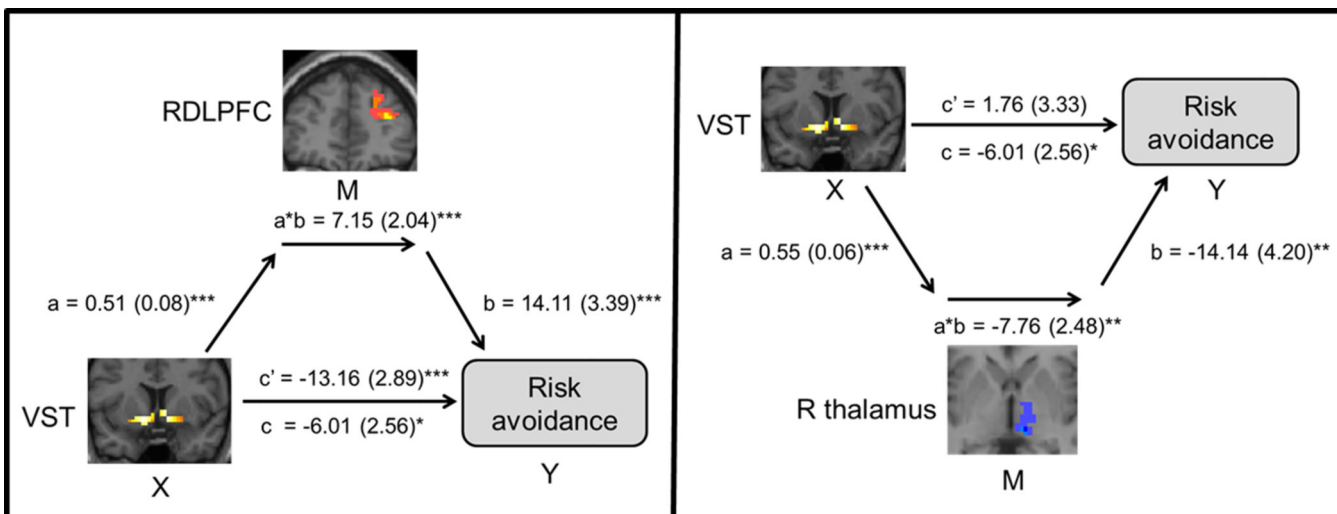 RDLPFC
M
a*b = 7.15 (2.04)***
a = 0.51 (0.08)***
b = 14.11 (3.39)***
VST
c' = -13.16 (2.89)***
c = -6.01 (2.56)*
Risk
avoidance
X
Y
VST
c' = 1.76 (3.33)
c = -6.01 (2.56)*
Risk
avoidance
X
Y
a = 0.55 (0.06)***
b = -14.14 (4.20)**
a*b = -7.76 (2.48)**
R thalamus
M